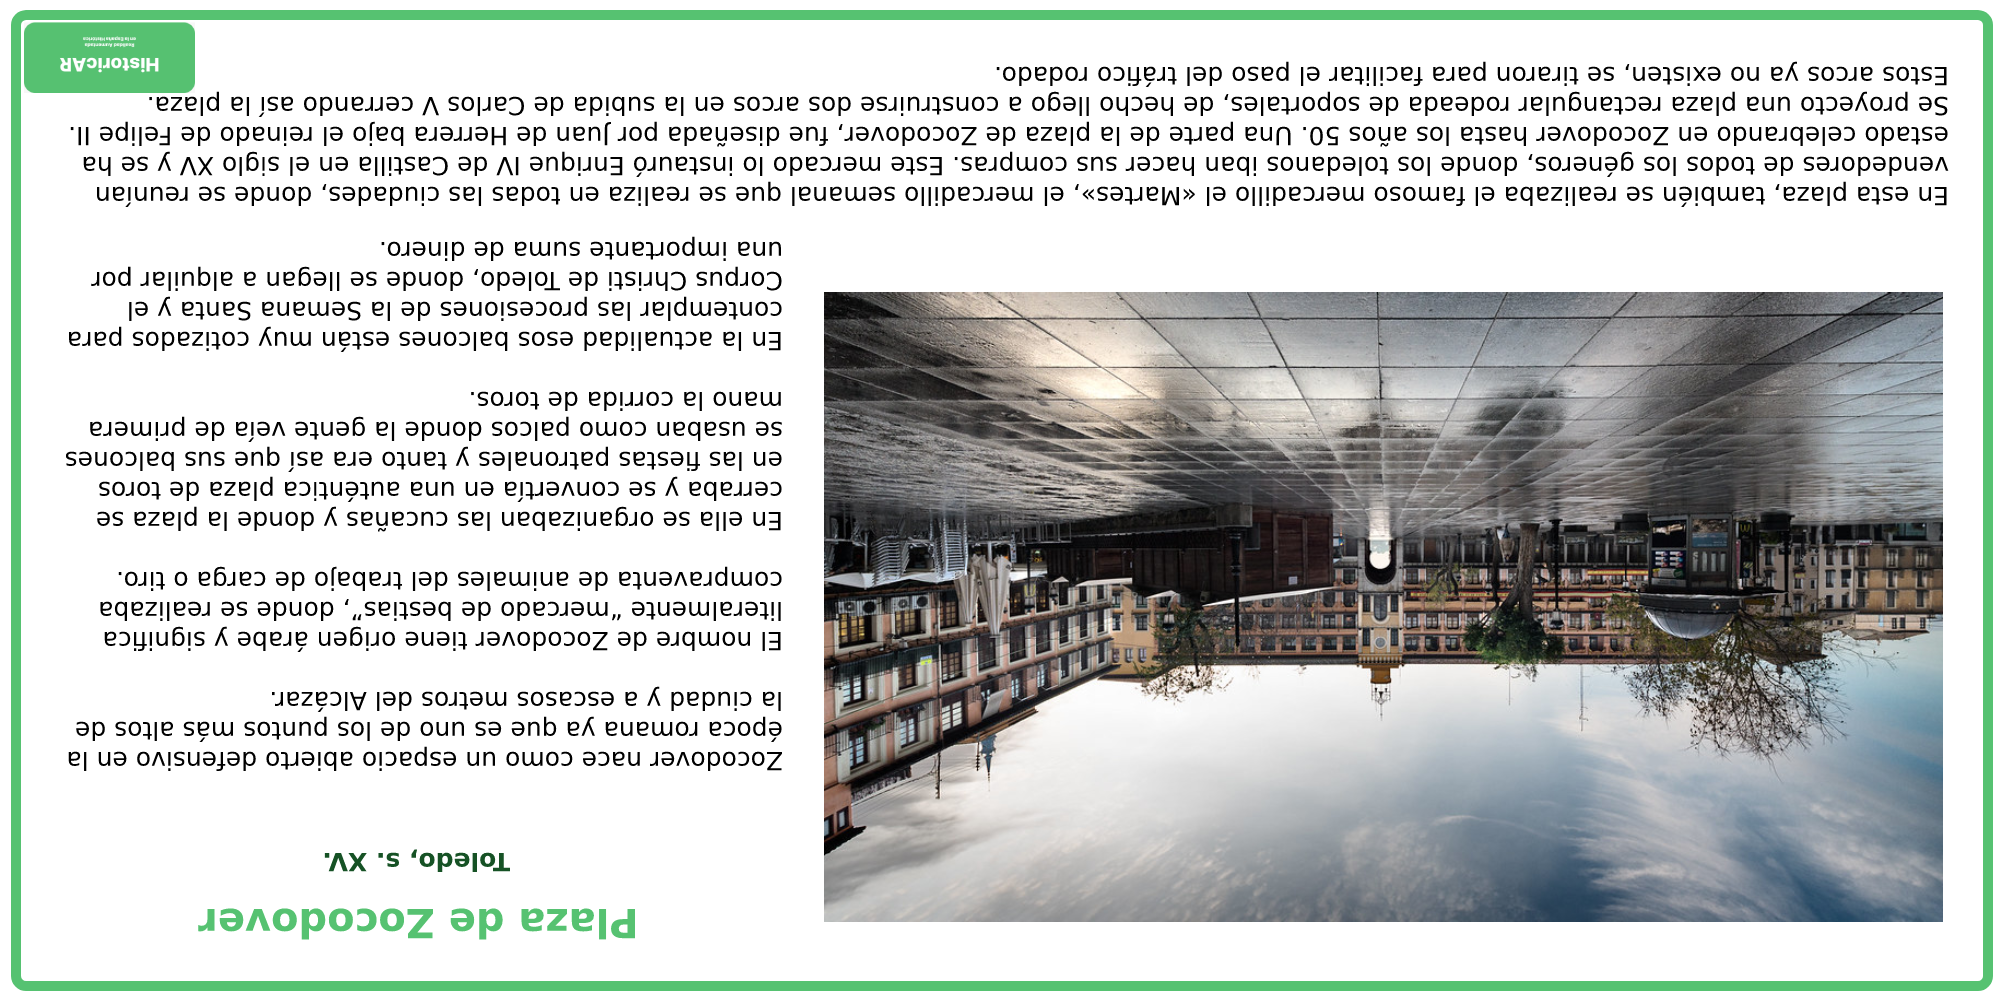 Plaza de Zocodover
Toledo, s. XV.
Zocodover nace como un espacio abierto defensivo en la
época romana ya que es uno de los puntos más altos de
la ciudad y a escasos metros del Alcázar.
El nombre de Zocodover tiene origen árabe y significa
literalmente “mercado de bestias”, donde se realizaba
compraventa de animales del trabajo de carga o tiro.
En ella se organizaban las cucañas y donde la plaza se
cerraba y se convertía en una auténtica plaza de toros
en las fiestas patronales y tanto era así que sus balcones
se usaban como palcos donde la gente veía de primera
mano la corrida de toros.
En la actualidad esos balcones están muy cotizados para
contemplar las procesiones de la Semana Santa y el
Corpus Christi de Toledo, donde se llegan a alquilar por
una importante suma de dinero.
En esta plaza, también se realizaba el famoso mercadillo el «Martes», el mercadillo semanal que se realiza en todas las ciudades, donde se reunían
vendedores de todos los géneros, donde los toledanos iban hacer sus compras. Este mercado lo instauró Enrique IV de Castilla en el siglo XV y se ha
estado celebrando en Zocodover hasta los años 50. Una parte de la plaza de Zocodover, fue diseñada por Juan de Herrera bajo el reinado de Felipe II.
Se proyecto una plaza rectangular rodeada de soportales, de hecho llego a construirse dos arcos en la subida de Carlos V cerrando así la plaza.
Estos arcos ya no existen, se tiraron para facilitar el paso del tráfico rodado.
HistoricAR
Realidad Aumentada
en la España Histórica